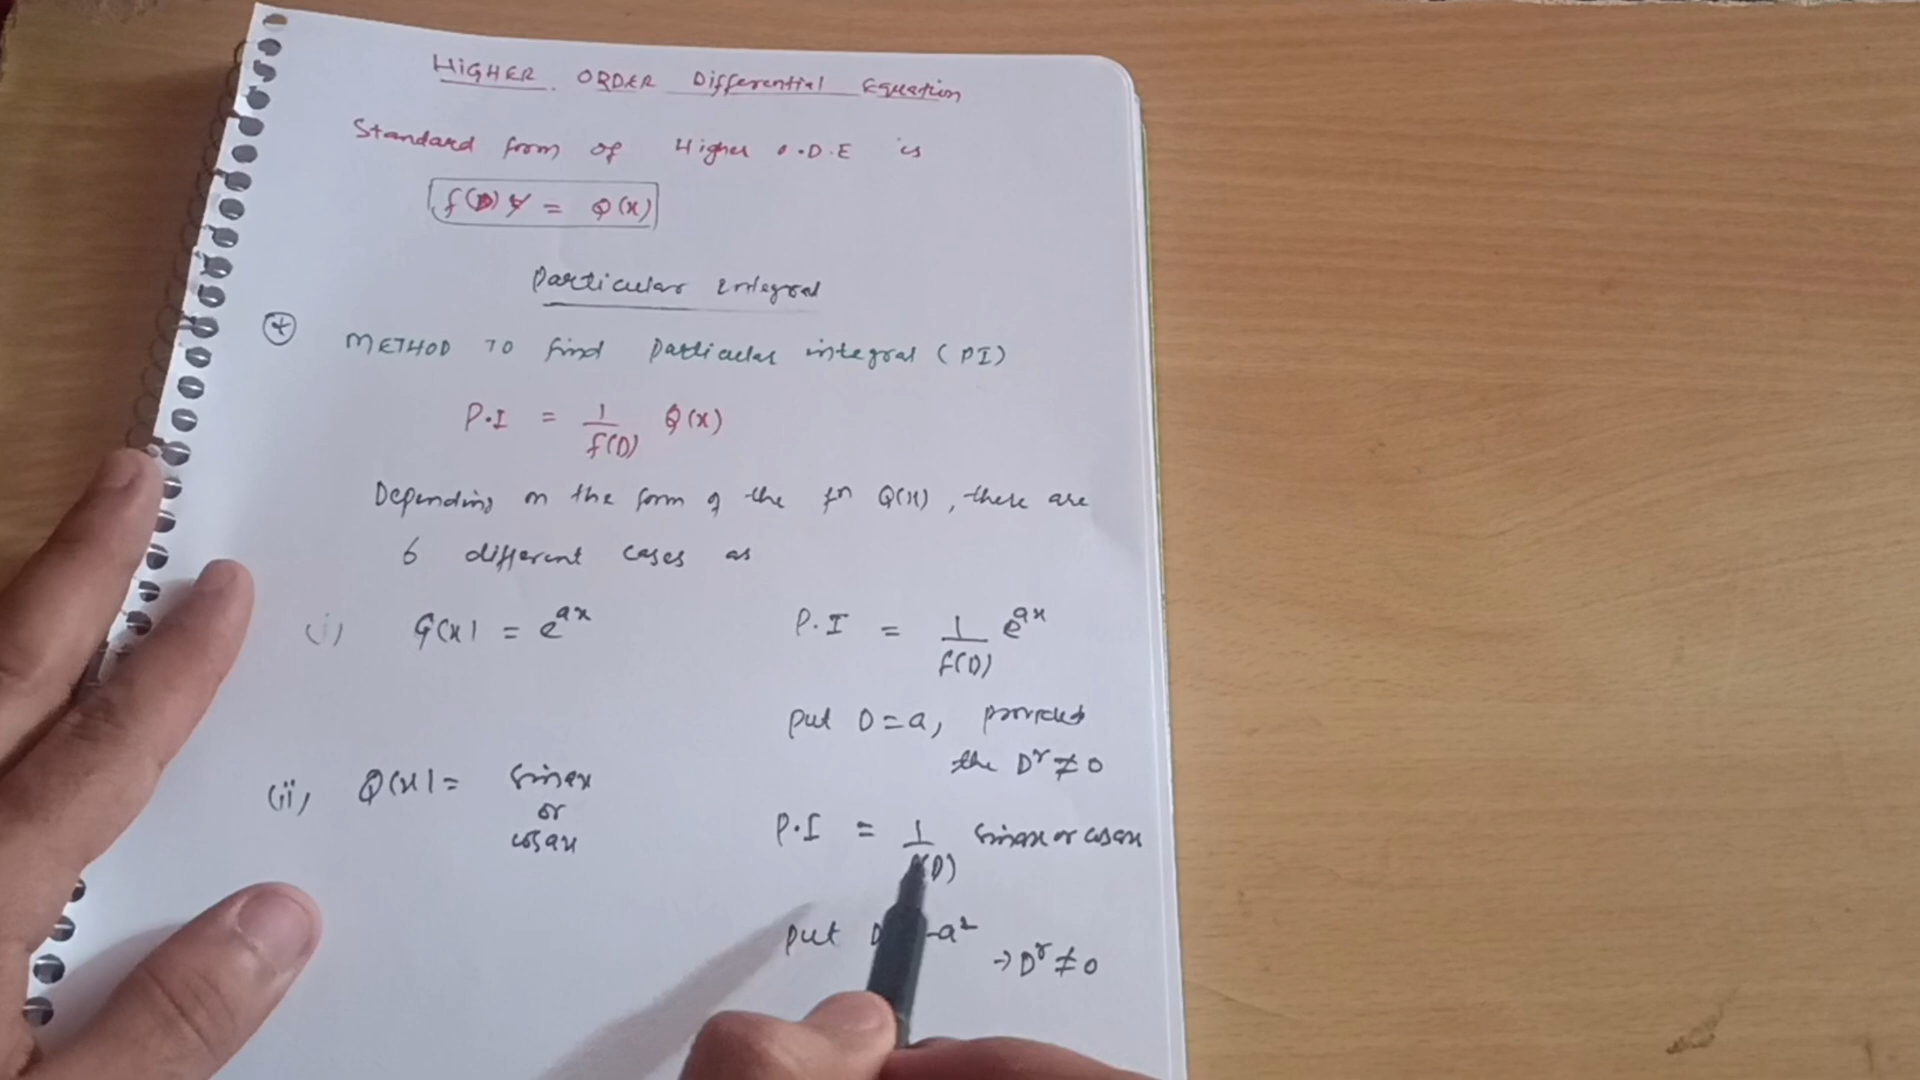 HIGHER ORDER Differential Equation
Standard form of Higher O.D.E is
f(D) y = Q(x)
Particular Integral
* METHOD TO find Particular integral (PI)
P.I = 1/f(D) Q(x)
Depending on the form of the fn Q(x), there are
6 different cases as
(i) Q(x) = e^ax P.I = 1/f(D) e^ax
put D=a, provided
the Dr ≠ 0
(ii) Q(x) = sinax or cosax
P.I = 1/f(D) sinax or cosax
put D -a²
→ Dr ≠ 0